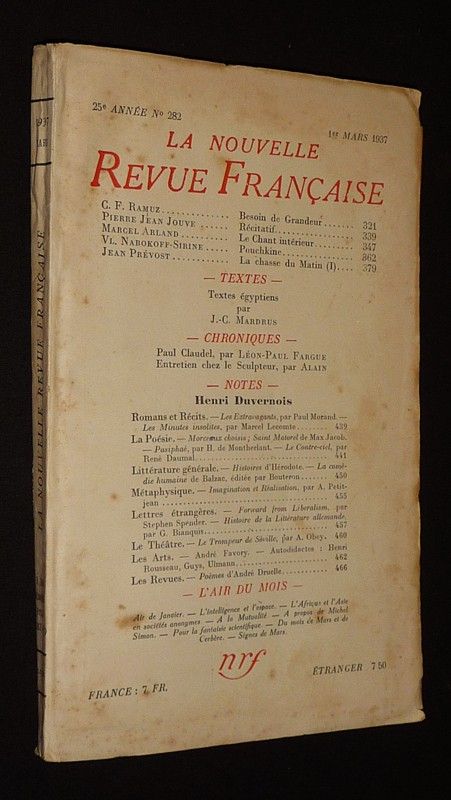 25e ANNÉE No 282
1er MARS 1937
LA NOUVELLE
REVUE FRANÇAISE
C. F. RAMUZ.............. Besoin de Grandeur....... 321
PIERRE JEAN JOUVE ...... Récitatif................ 339
MARCEL ARLAND .......... Le Chant intérieur....... 347
VL. NABOKOFF-SIRINE ..... Pouchkine............... 362
JEAN PRÉVOST............ La chasse du Matin (I).... 379
— TEXTES —
Textes égyptiens
par
J.-C. MARDRUS
— CHRONIQUES —
Paul Claudel, par LÉON-PAUL FARGUE
Entretien chez le Sculpteur, par ALAIN
— NOTES —
Henri Duvernois
Romans et Récits. — Les Extravagants, par Paul Morand. —
Les Minutes insolites, par Marcel Lecomte.... 439
La Poésie. — Morceaux choisis ; Saint Matorel de Max Jacob.
— Pasiphaé, par H. de Montherlant. — Le Contre-ciel, par
René Daumal............ 441
Littérature générale. — Histoires d'Hérodote. — La comé-
die humaine de Balzac, éditée par Bouteron.... 450
Métaphysique. — Imagination et Réalisation, par A. Petit-
jean ............ 455
Lettres étrangères. — Forward from Liberalism, par
Stephen Spender. — Histoire de la Littérature allemande,
par G. Bianquis............ 457
Le Théâtre. — Le Trompeur de Séville, par A. Obey. 460
Les Arts. — André Favory. — Autodidactes : Henri
Rousseau, Guys, Ulmann............ 462
Les Revues. — Poèmes d'André Druelle............ 466
— L'AIR DU MOIS —
Air de Janvier. — L'intelligence et l'espace. — L'Afrique et l'Asie
en sociétés anonymes. — A la Mutualité. — A propos de Michel
Simon. — Pour la fantaisie scientifique. — Du mois de Mars et de
Cerbère. — Signes de Mars.
nrf
FRANCE : 7 FR.
ÉTRANGER 7 50
LA NOUVELLE REVUE FRANÇAISE
1937